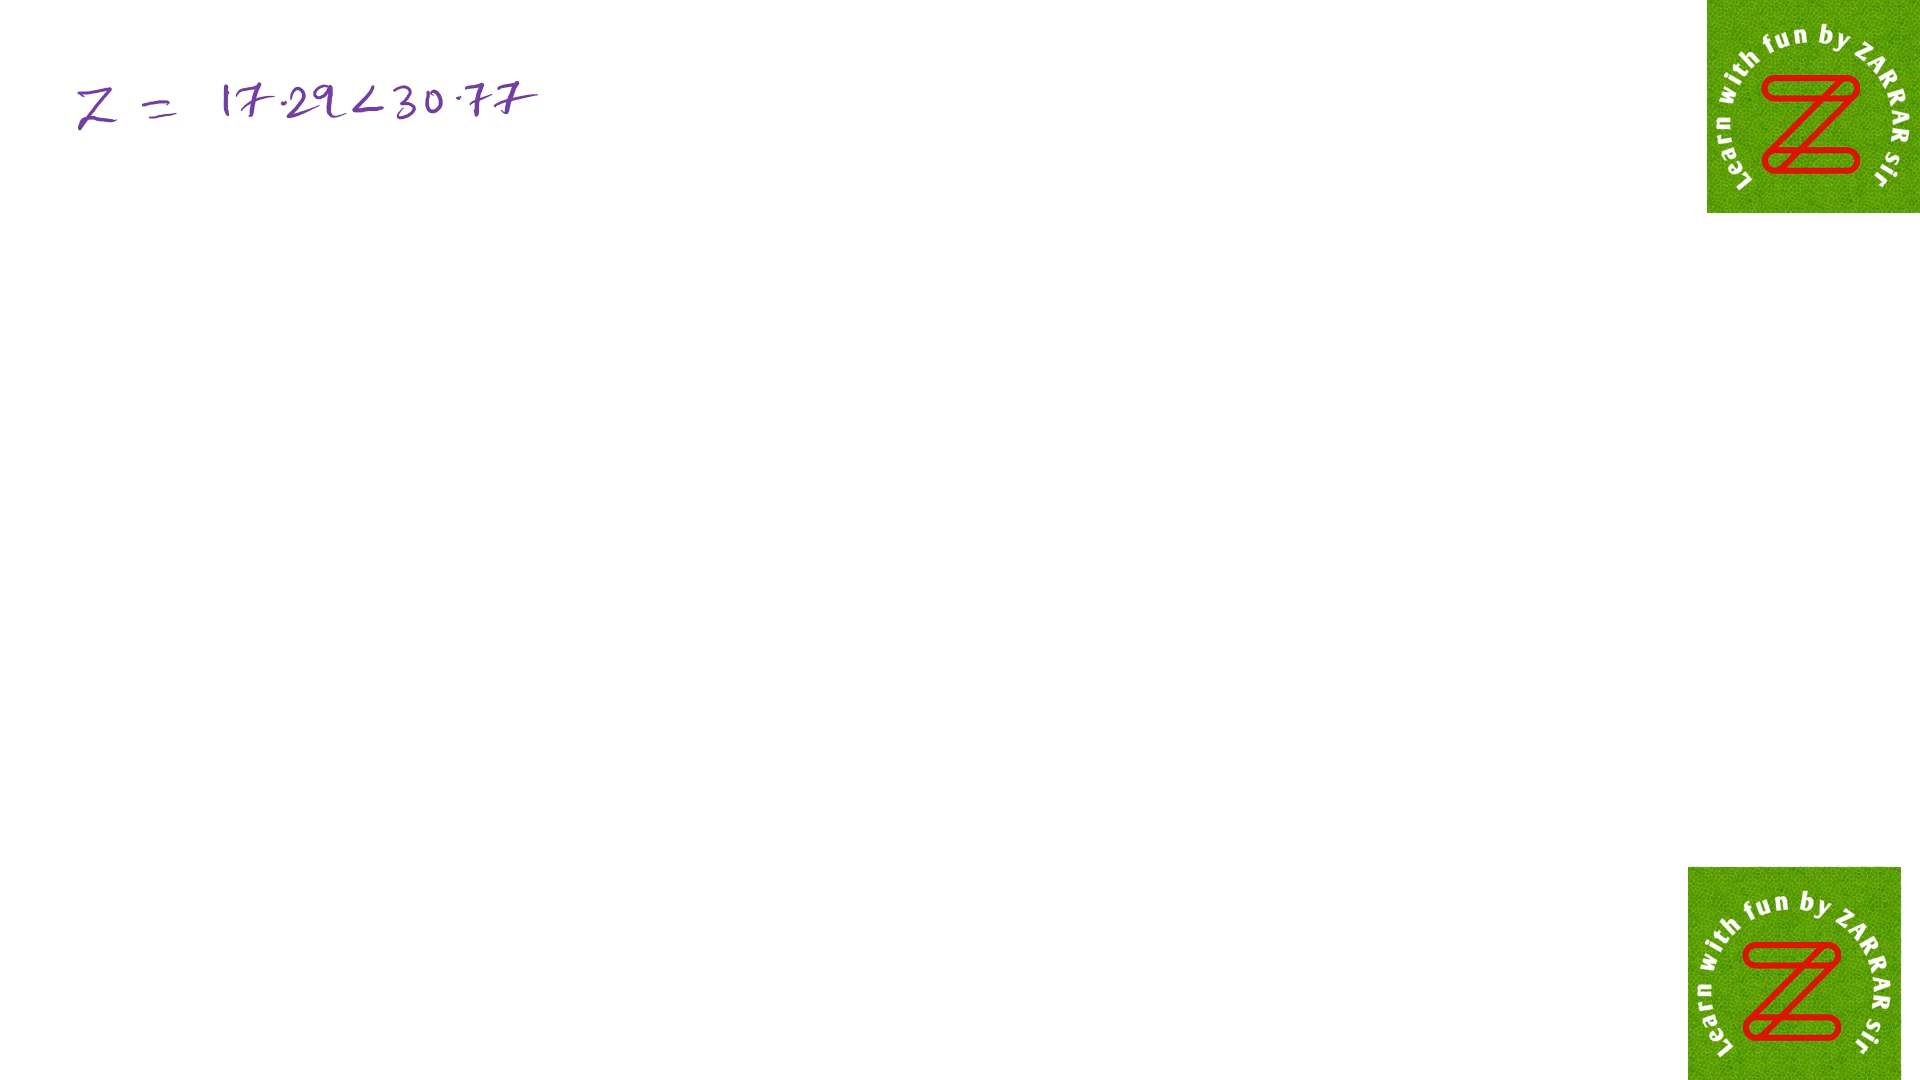 Z = 17.29<30.77
Learn with fun by ZARRAR sir
Z
Learn with fun by ZARRAR sir
Z